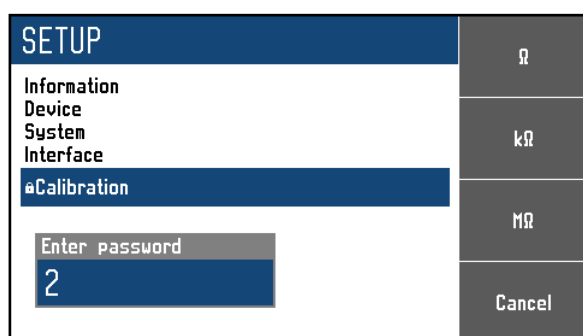 SETUP
Information
Device
System
Interface
Calibration
Enter password
2
Ω
kΩ
MΩ
Cancel